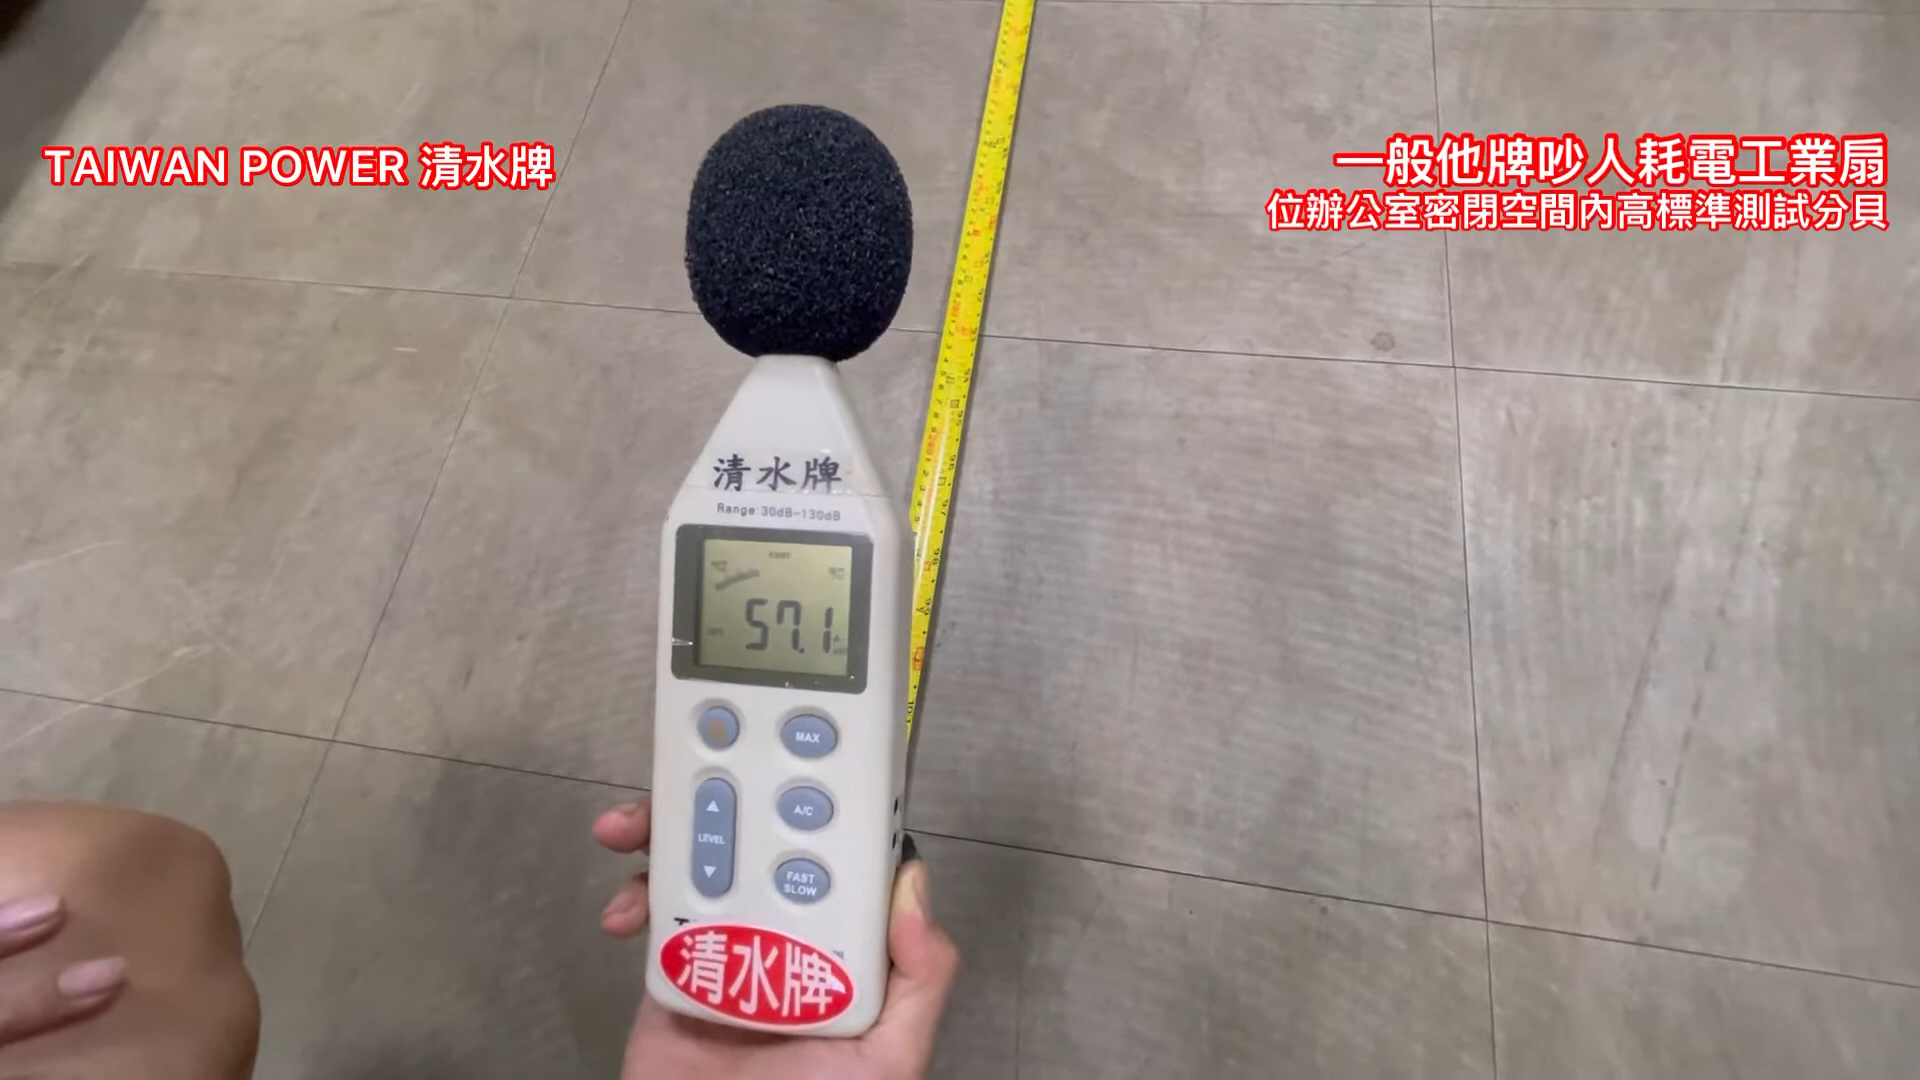 TAIWAN POWER 清水牌
一般他牌吵人耗電工業扇
位辦公室密閉空間內高標準測試分貝
清水牌
Range:30dB-130dB
57.1
MAX
A/C
LEVEL
FAST
SLOW
清水牌